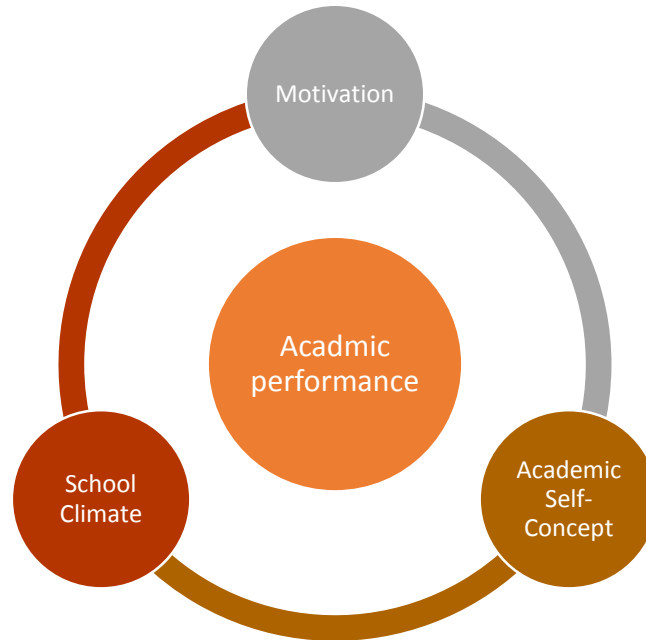 Motivation
Acadmic
performance
School
Climate
Academic
Self-
Concept